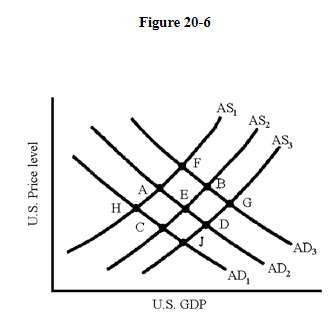 Figure 20-6
AS1
AS2
AS3
F
B
A
E
G
H
C
D
J
AD3
AD2
AD1
U.S. Price level
U.S. GDP